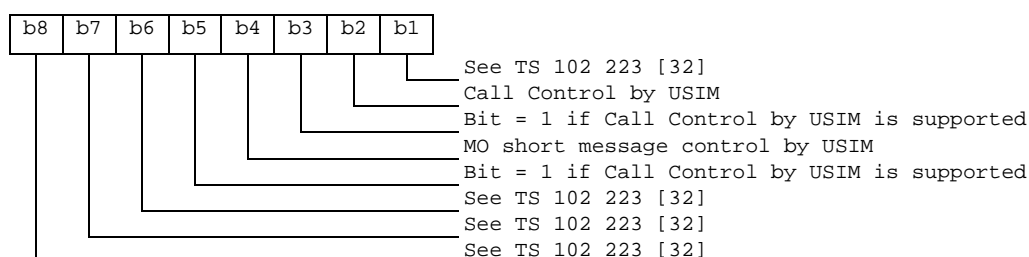 b8 b7 b6 b5 b4 b3 b2 b1
See TS 102 223 [32]
Call Control by USIM
Bit = 1 if Call Control by USIM is supported
MO short message control by USIM
Bit = 1 if Call Control by USIM is supported
See TS 102 223 [32]
See TS 102 223 [32]
See TS 102 223 [32]